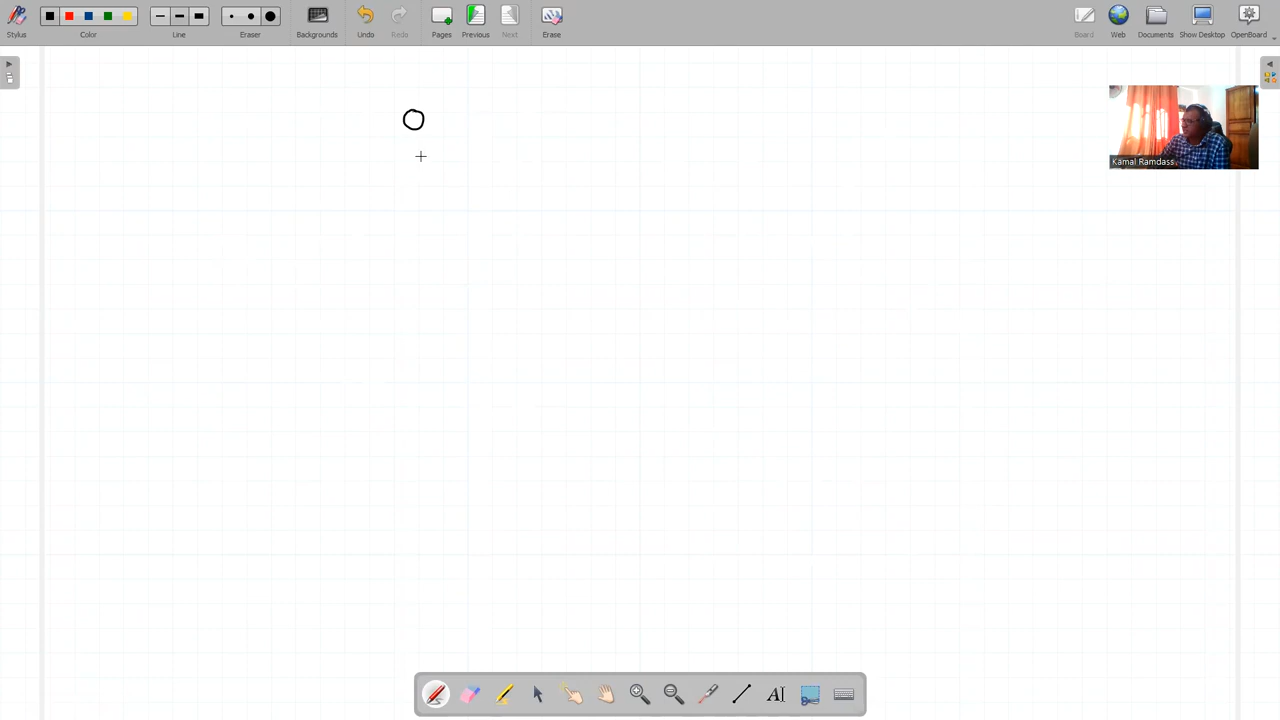 Stylus Color Line Eraser Backgrounds Undo Redo Pages Previous Next Erase Board Web Documents Show Desktop OpenBoard
Kamal Ramdass
AI